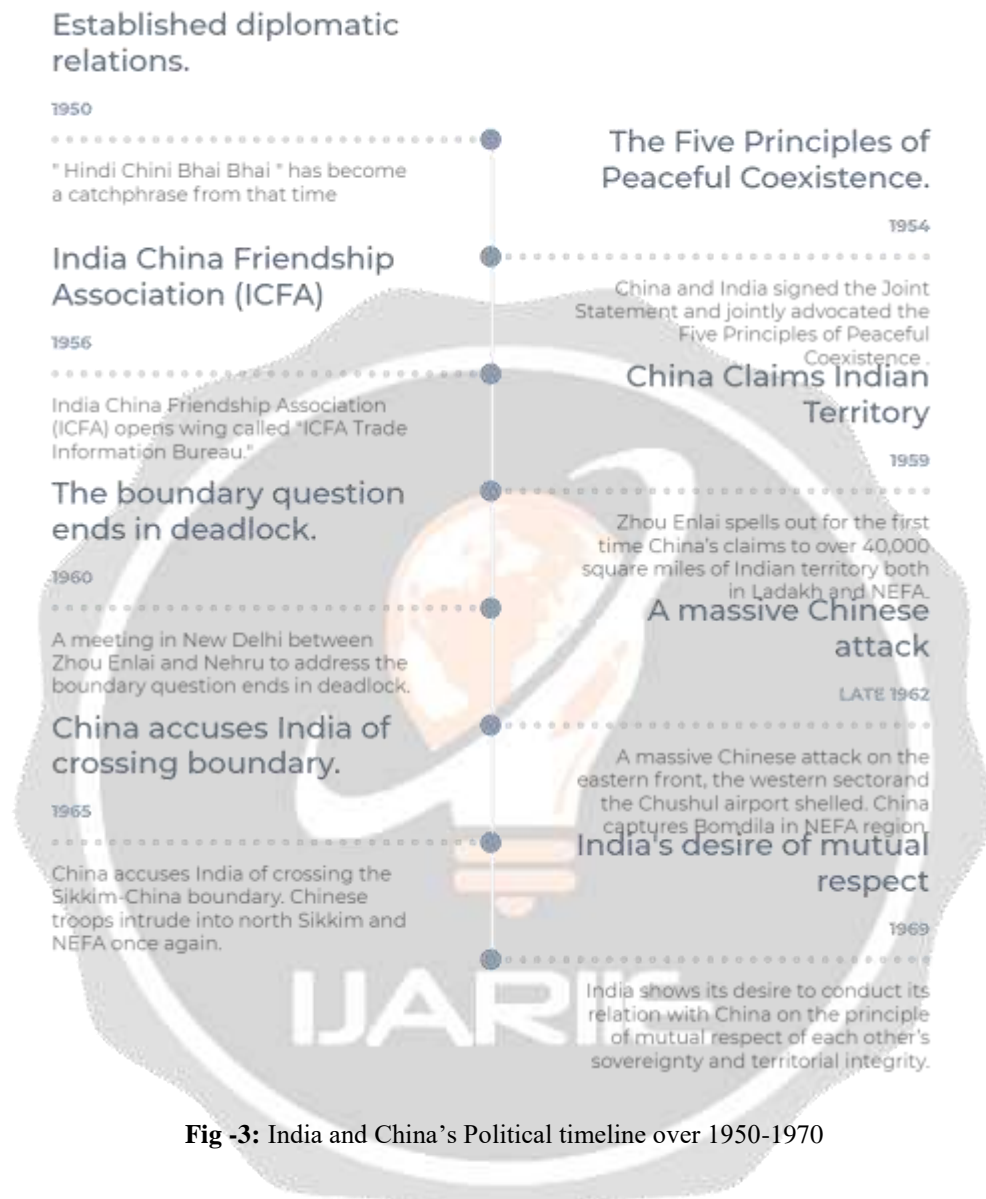 Established diplomatic
relations.
1950
" Hindi Chini Bhai Bhai " has become
a catchphrase from that time
The Five Principles of
Peaceful Coexistence.
1954
China and India signed the Joint
Statement and jointly advocated the
Five Principles of Peaceful
Coexistence .
India China Friendship
Association (ICFA)
1956
India China Friendship Association
(ICFA) opens wing called "ICFA Trade
Information Bureau."
China Claims Indian
Territory
1959
Zhou Enlai spells out for the first
time China's claims to over 40,000
square miles of Indian territory both
in Ladakh and NEFA.
The boundary question
ends in deadlock.
1960
A meeting in New Delhi between
Zhou Enlai and Nehru to address the
boundary question ends in deadlock.
A massive Chinese
attack
LATE 1962
A massive Chinese attack on the
eastern front, the western sectorand
the Chushul airport shelled. China
captures Bomdila in NEFA region.
China accuses India of
crossing boundary.
1965
China accuses India of crossing the
Sikkim-China boundary. Chinese
troops intrude into north Sikkim and
NEFA once again.
India's desire of mutual
respect
1969
India shows its desire to conduct its
relation with China on the principle
of mutual respect of each other's
sovereignty and territorial integrity.
IJARIIE
Fig -3: India and China's Political timeline over 1950-1970